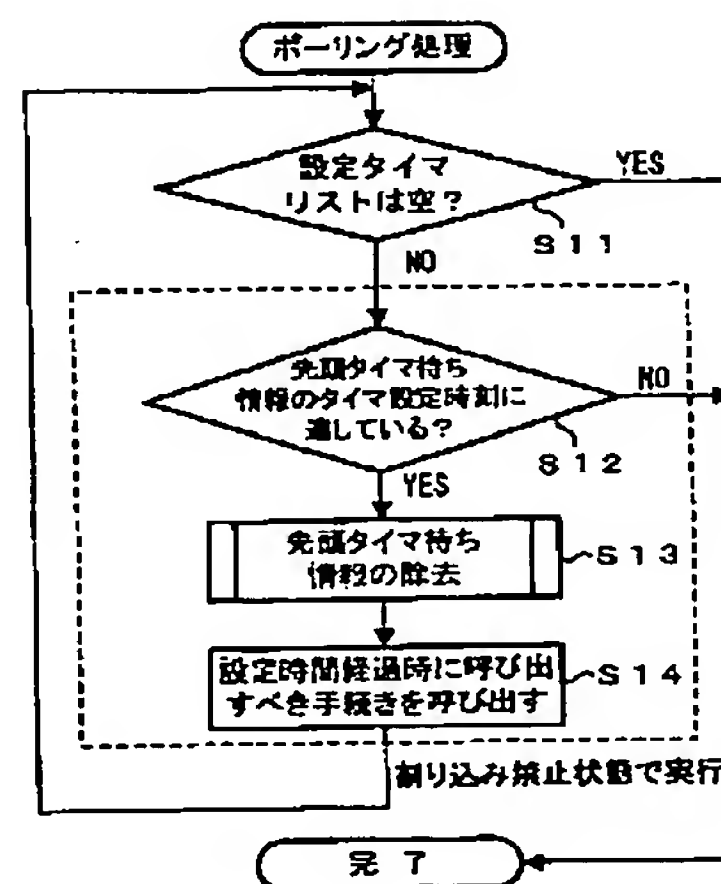 ポーリング処理
設定タイマ
リストは空？
YES
S11
NO
先頭タイマ待ち
情報のタイマ設定時刻に
達している？
NO
S12
YES
先頭タイマ待ち
情報の除去
S13
設定時間経過時に呼び出
すべき手続きを呼び出す
S14
割り込み禁止状態で実行
完了